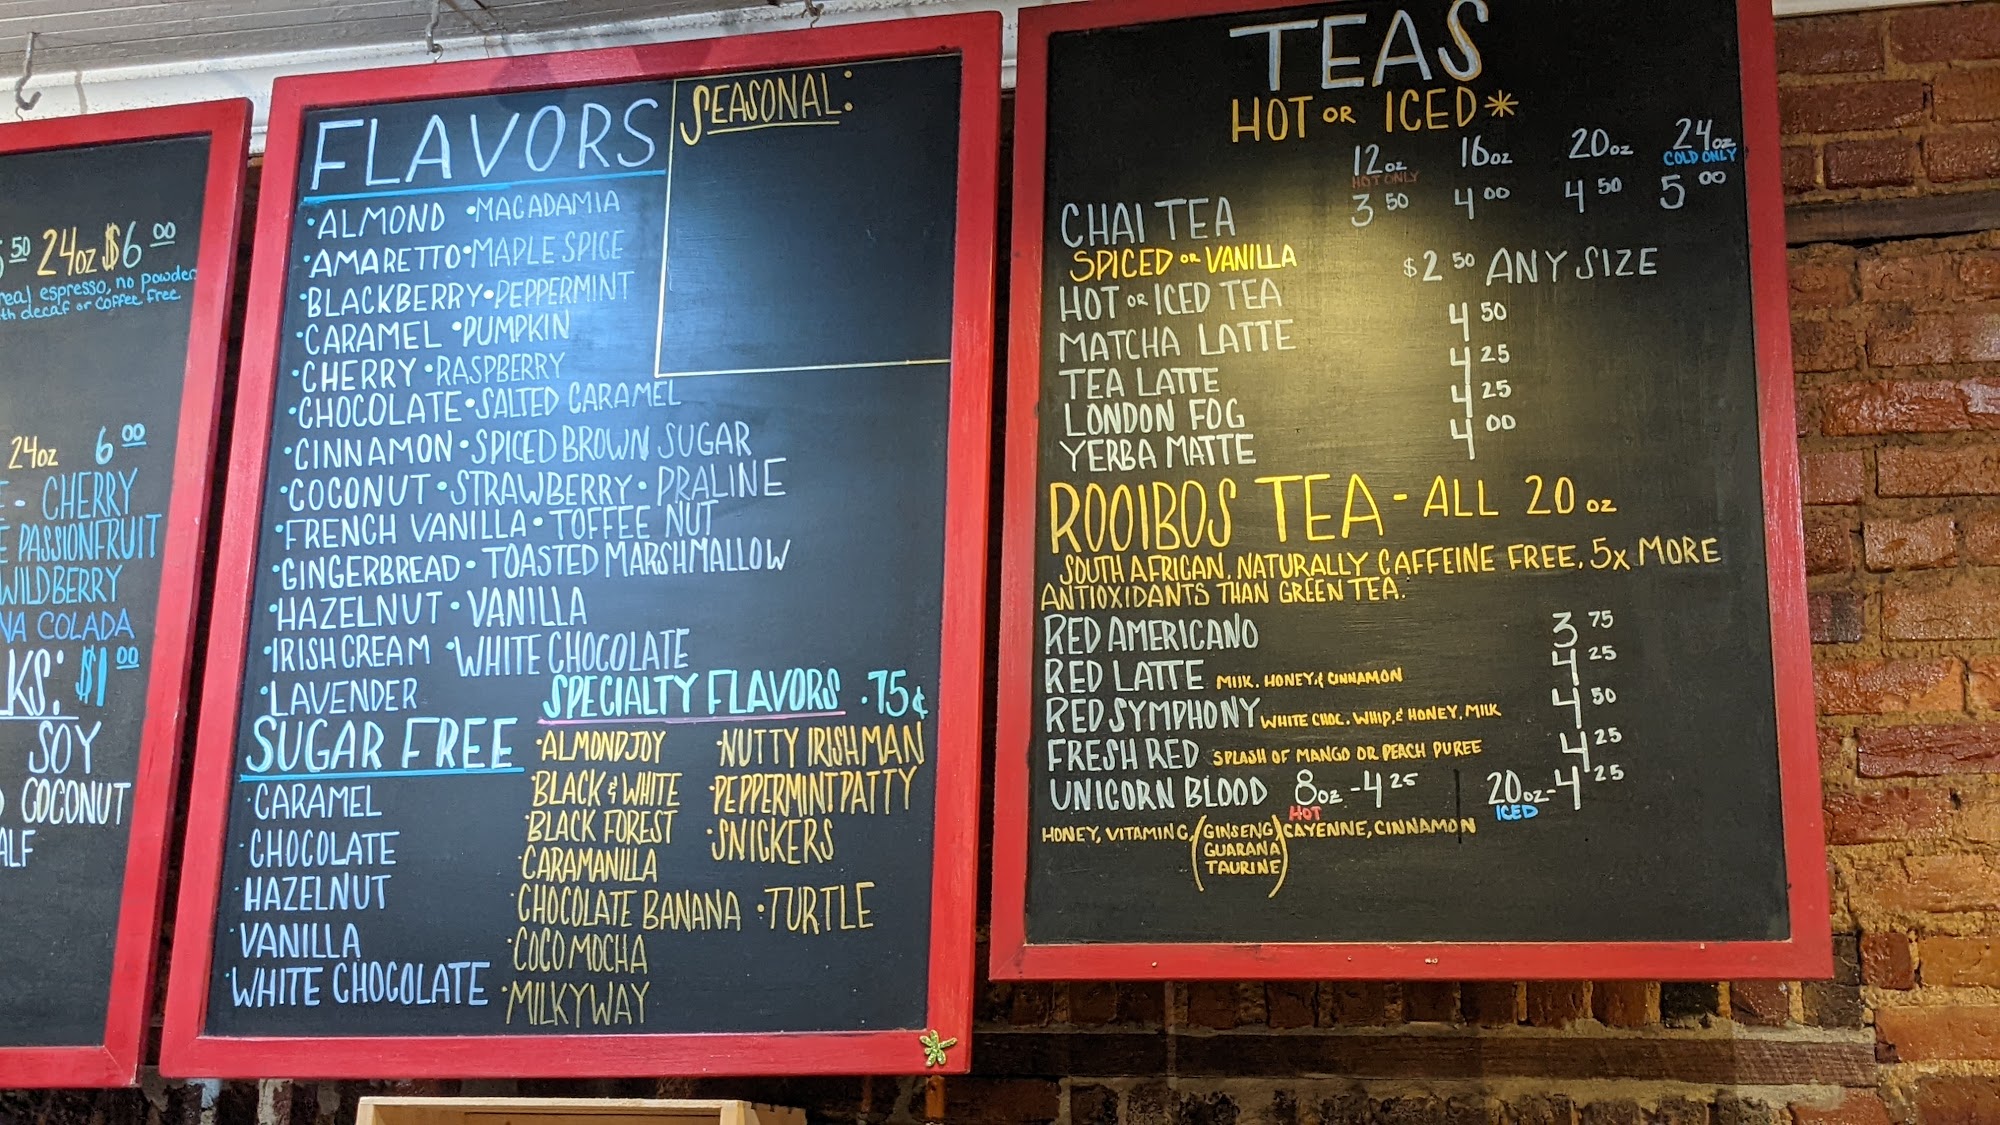 50 24oz $6 00
real espresso, no powder
decaf or coffee free
24oz 6 00
- CHERRY
PASSIONFRUIT
WILDBERRY
COLADA
$1 00
SOY
COCONUT
FLAVORS
SEASONAL:
•ALMOND •MACADAMIA
•AMARETTO •MAPLE SPICE
•BLACKBERRY •PEPPERMINT
•CARAMEL •PUMPKIN
•CHERRY •RASPBERRY
•CHOCOLATE •SALTED CARAMEL
•CINNAMON •SPICED BROWN SUGAR
•COCONUT •STRAWBERRY •PRALINE
•FRENCH VANILLA •TOFFEE NUT
•GINGERBREAD •TOASTED MARSHMALLOW
•HAZELNUT •VANILLA
•IRISH CREAM •WHITE CHOCOLATE
•LAVENDER
SUGAR FREE
•CARAMEL
•CHOCOLATE
•HAZELNUT
•VANILLA
•WHITE CHOCOLATE
SPECIALTY FLAVORS .75¢
•ALMONDJOY •NUTTY IRISHMAN
•BLACK & WHITE •PEPPERMINT PATTY
•BLACK FOREST •SNICKERS
•CARAMANILLA
•CHOCOLATE BANANA •TURTLE
•COCO MOCHA
•MILKYWAY
TEAS
HOT OR ICED*
12oz 16oz 20oz 24oz
HOT ONLY COLD ONLY
CHAI TEA 3 50 4 00 4 50 5 00
SPICED OR VANILLA
HOT OR ICED TEA $2 50 ANY SIZE
MATCHA LATTE 4 50
TEA LATTE 4 25
LONDON FOG 4 25
YERBA MATTE 4 00
ROOIBOS TEA - ALL 20 oz
SOUTH AFRICAN, NATURALLY CAFFEINE FREE, 5x MORE
ANTIOXIDANTS THAN GREEN TEA.
RED AMERICANO 3 75
RED LATTE MILK, HONEY, & CINNAMON 4 25
RED SYMPHONY WHITE CHOC. WHIP, & HONEY, MILK 4 50
FRESH RED SPLASH OF MANGO OR PEACH PUREE 4 25
UNICORN BLOOD 8oz - 4 25 | 20oz - 4 25
HOT ICED
HONEY, VITAMINC, (GINSENG) CAYENNE, CINNAMON
GUARANA
TAURINE